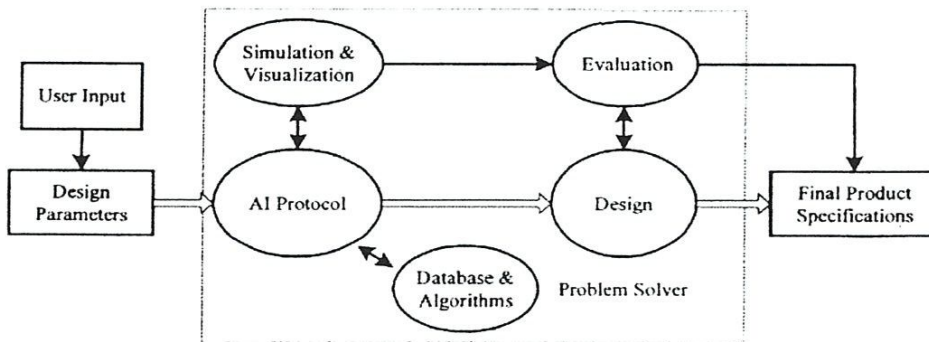 Simulation &
Visualization
Evaluation
User Input
Design
Parameters
AI Protocol
Design
Final Product
Specifications
Database &
Algorithms
Problem Solver